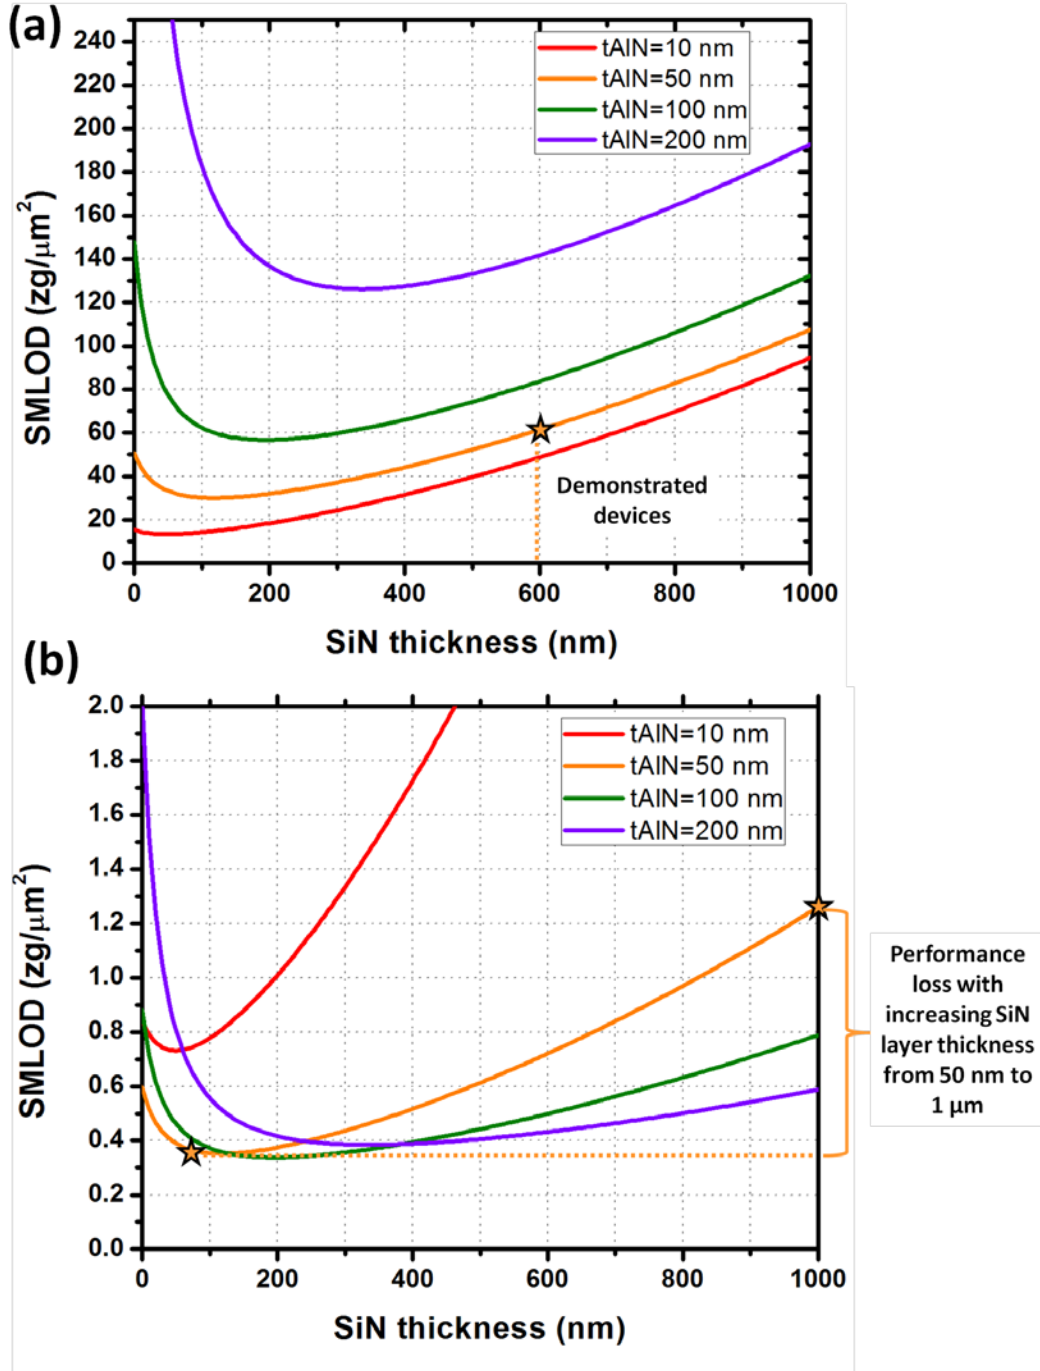 (a)
SMLOD (zg/μm²)
240
220
200
180
160
140
120
100
80
60
40
20
0
tAlN=10 nm
tAlN=50 nm
tAlN=100 nm
tAlN=200 nm
Demonstrated
devices
0 200 400 600 800 1000
SiN thickness (nm)
(b)
SMLOD (zg/μm²)
2.0
1.8
1.6
1.4
1.2
1.0
0.8
0.6
0.4
0.2
0.0
tAlN=10 nm
tAlN=50 nm
tAlN=100 nm
tAlN=200 nm
Performance
loss with
increasing SiN
layer thickness
from 50 nm to
1 μm
0 200 400 600 800 1000
SiN thickness (nm)